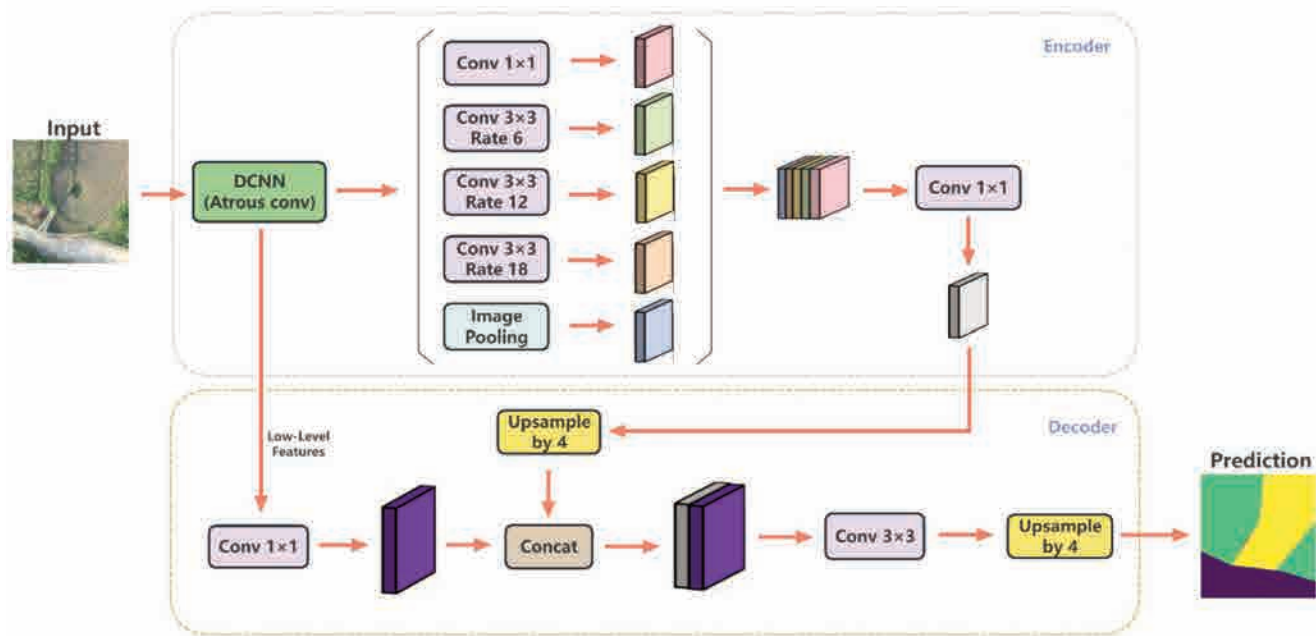 Encoder
Input
DCNN
(Atrous conv)
Conv 1×1
Conv 3×3
Rate 6
Conv 3×3
Rate 12
Conv 3×3
Rate 18
Image
Pooling
Conv 1×1
Decoder
Low-Level
Features
Upsample
by 4
Conv 1×1
Concat
Conv 3×3
Upsample
by 4
Prediction